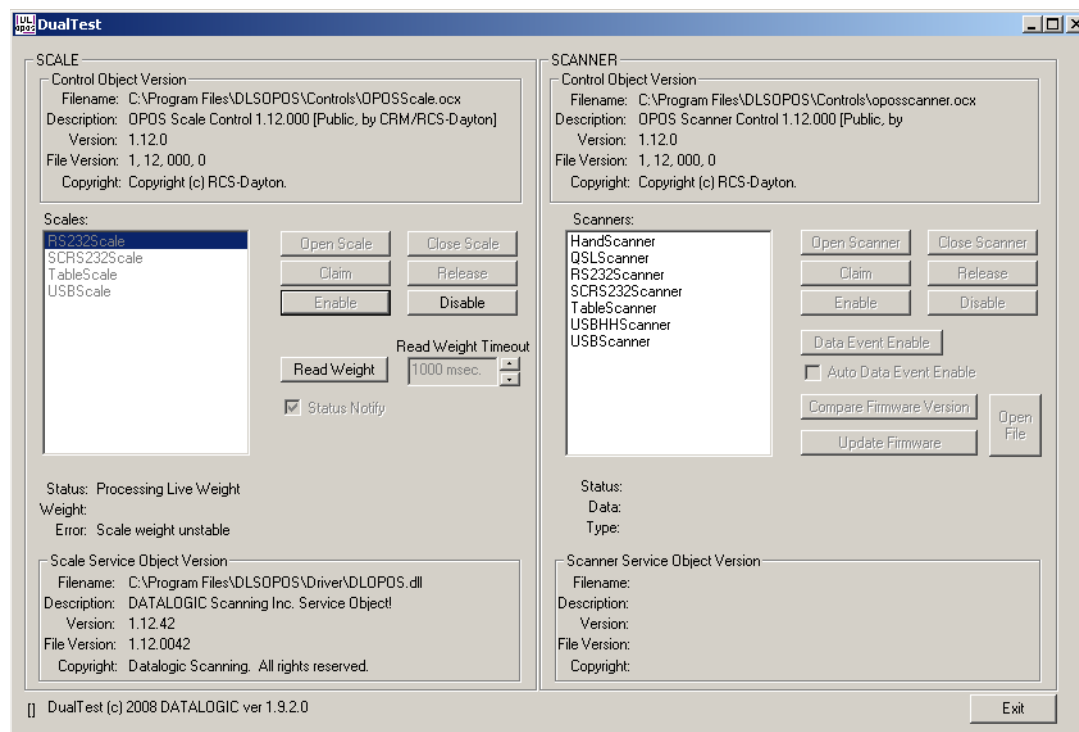 DualTest
SCALE
Control Object Version
Filename: C:\Program Files\DLSOPOS\Controls\OPOSScale.ocx
Description: OPOS Scale Control 1.12.000 [Public, by CRM/RCS-Dayton]
Version: 1.12.0
File Version: 1, 12, 000, 0
Copyright: Copyright (c) RCS-Dayton.
Scales:
RS232Scale
SCRS232Scale
TableScale
USBScale
Open Scale
Close Scale
Claim
Release
Enable
Disable
Read Weight Timeout
Read Weight
1000 msec.
Status Notify
Status: Processing Live Weight
Weight:
Error: Scale weight unstable
Scale Service Object Version
Filename: C:\Program Files\DLSOPOS\Driver\DLOPOS.dll
Description: DATALOGIC Scanning Inc. Service Object!
Version: 1.12.42
File Version: 1.12.0042
Copyright: Datalogic Scanning. All rights reserved.
SCANNER
Control Object Version
Filename: C:\Program Files\DLSOPOS\Controls\oposscanner.ocx
Description: OPOS Scanner Control 1.12.000 [Public, by
Version: 1.12.0
File Version: 1, 12, 000, 0
Copyright: Copyright (c) RCS-Dayton.
Scanners:
HandScanner
QSLScanner
RS232Scanner
SCRS232Scanner
TableScanner
USBHHScanner
USBScanner
Open Scanner
Close Scanner
Claim
Release
Enable
Disable
Data Event Enable
Auto Data Event Enable
Compare Firmware Version
Update Firmware
Open
File
Status:
Data:
Type:
Scanner Service Object Version
Filename:
Description:
Version:
File Version:
Copyright:
[] DualTest (c) 2008 DATALOGIC ver 1.9.2.0
Exit